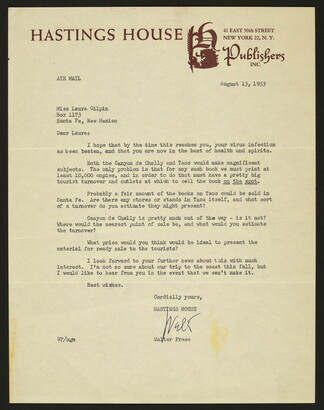 HASTINGS HOUSE
41 EAST 50th STREET
NEW YORK 22, N. Y.
Publishers
INC.
AIR MAIL
August 13, 1953
Miss Laura Gilpin
Box 1173
Santa Fe, New Mexico
Dear Laura:
I hope that by the time this reaches you, your virus infection
has been beaten, and that you are now in the best of health and spirits.
Both the Canyon de Chelly and Taos would make magnificent
subjects. The only problem is that for any such book we must print at
least 10,000 copies, and in order to do that must have a pretty big
tourist turnover and outlets at which to sell the book on the spot.
Probably a fair amount of the books on Taos could be sold in
Santa Fe. Are there any stores or stands in Taos itself, and what sort
of a turnover do you estimate they might present?
Canyon de Chelly is pretty much out of the way - is it not?
Where would the nearest point of sale be, and what would you estimate
the turnover?
What price would you think would be ideal to present the
material for ready sale to the tourists?
I look forward to your further news about this with much
interest. I'm not so sure about our trip to the coast this fall, but
I would like to hear from you in the event that we can't make it.
Best wishes.
Cordially yours,
HASTINGS HOUSE
Walt
Walter Frese